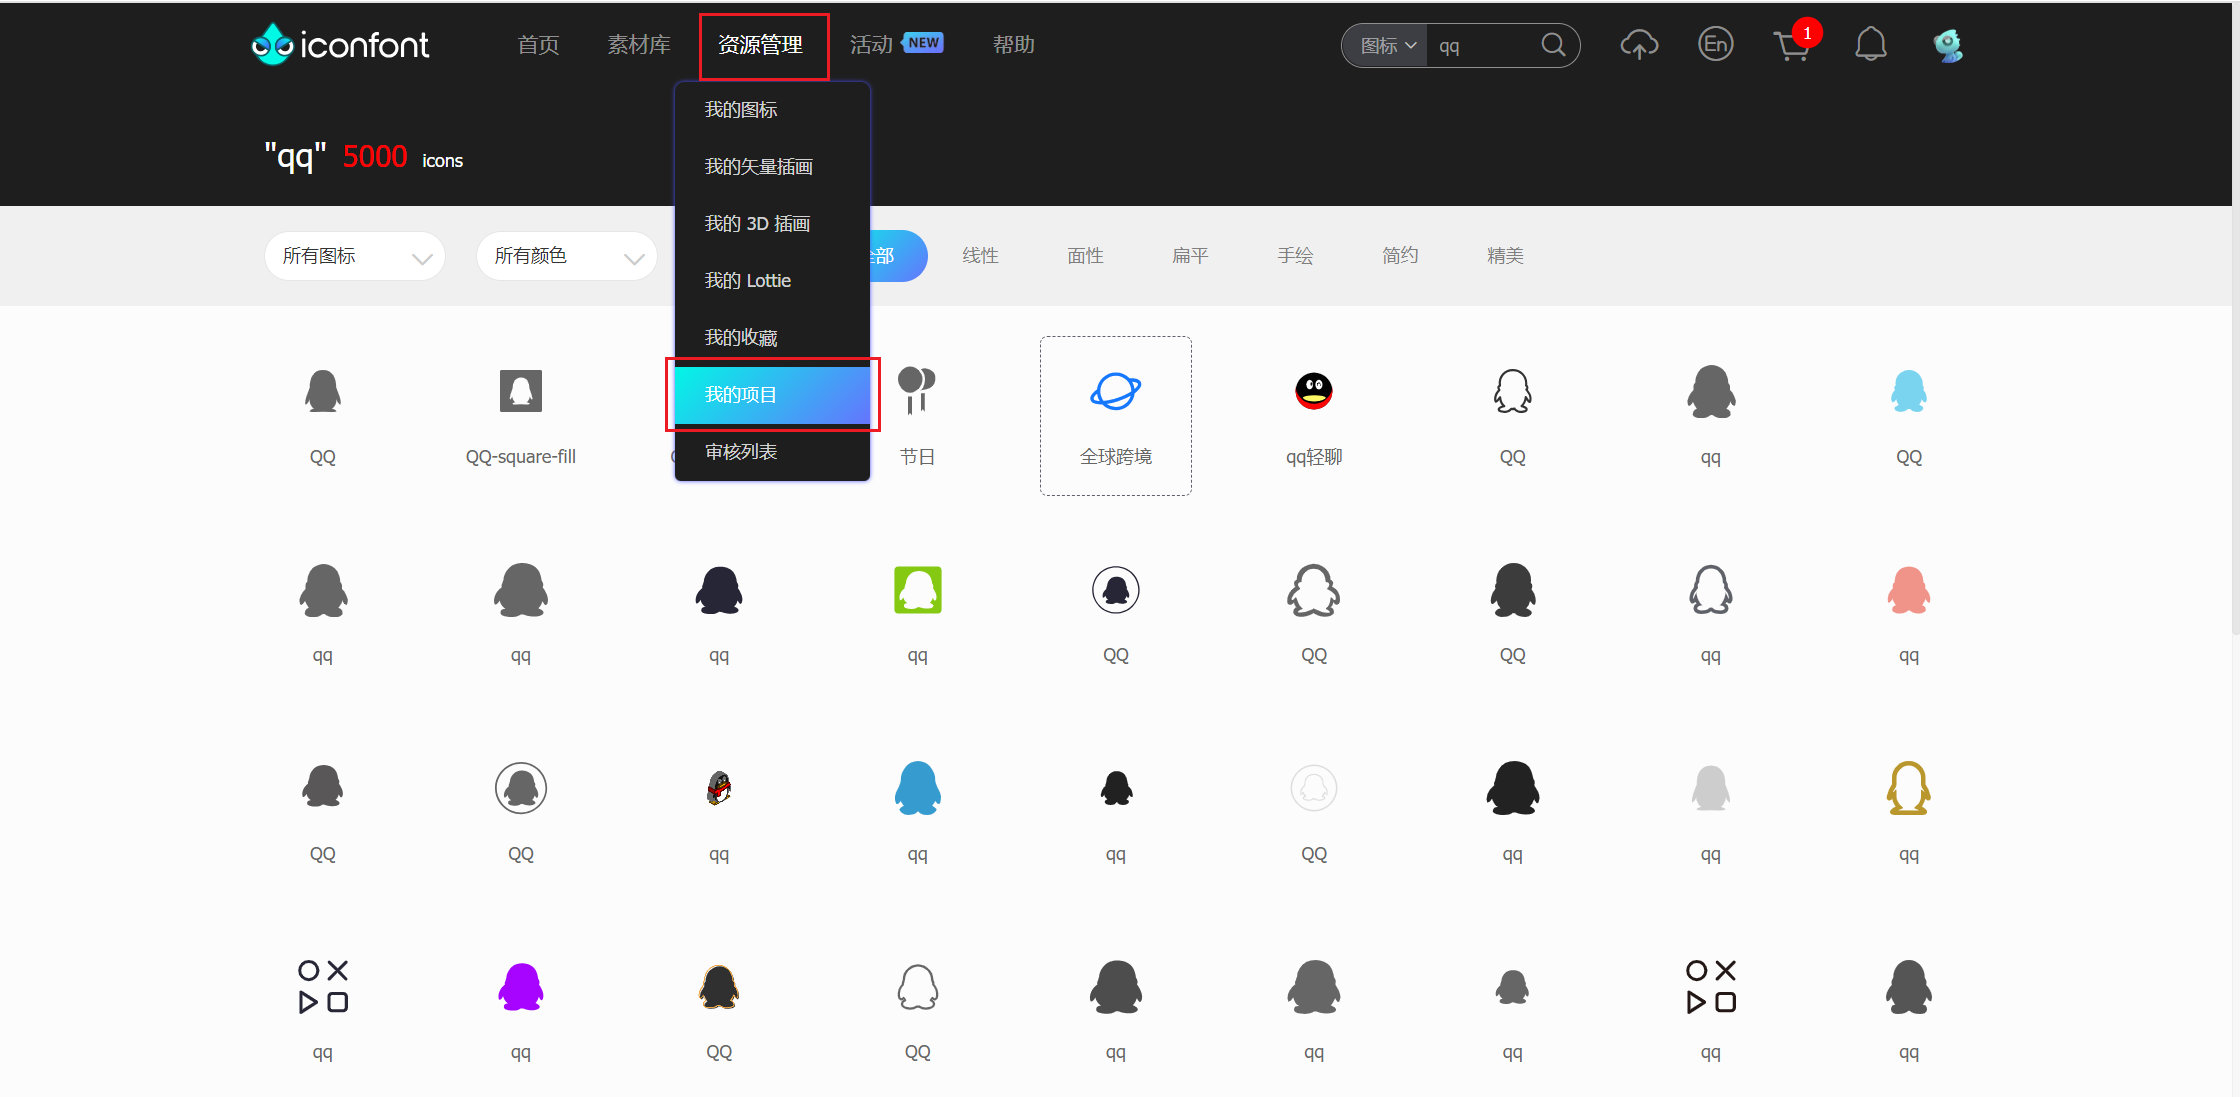 iconfont
首页
素材库
资源管理
活动
NEW
帮助
图标
qq
En
1
我的图标
我的矢量插画
我的 3D 插画
我的 Lottie
我的收藏
我的项目
审核列表
"qq" 5000 icons
所有图标
所有颜色
全部
线性
面性
扁平
手绘
简约
精美
QQ
QQ-square-fill
节日
全球跨境
qq轻聊
QQ
qq
QQ
qq
qq
qq
qq
QQ
QQ
QQ
qq
qq
QQ
QQ
qq
qq
qq
QQ
qq
qq
qq
qq
qq
QQ
QQ
qq
qq
qq
qq
qq